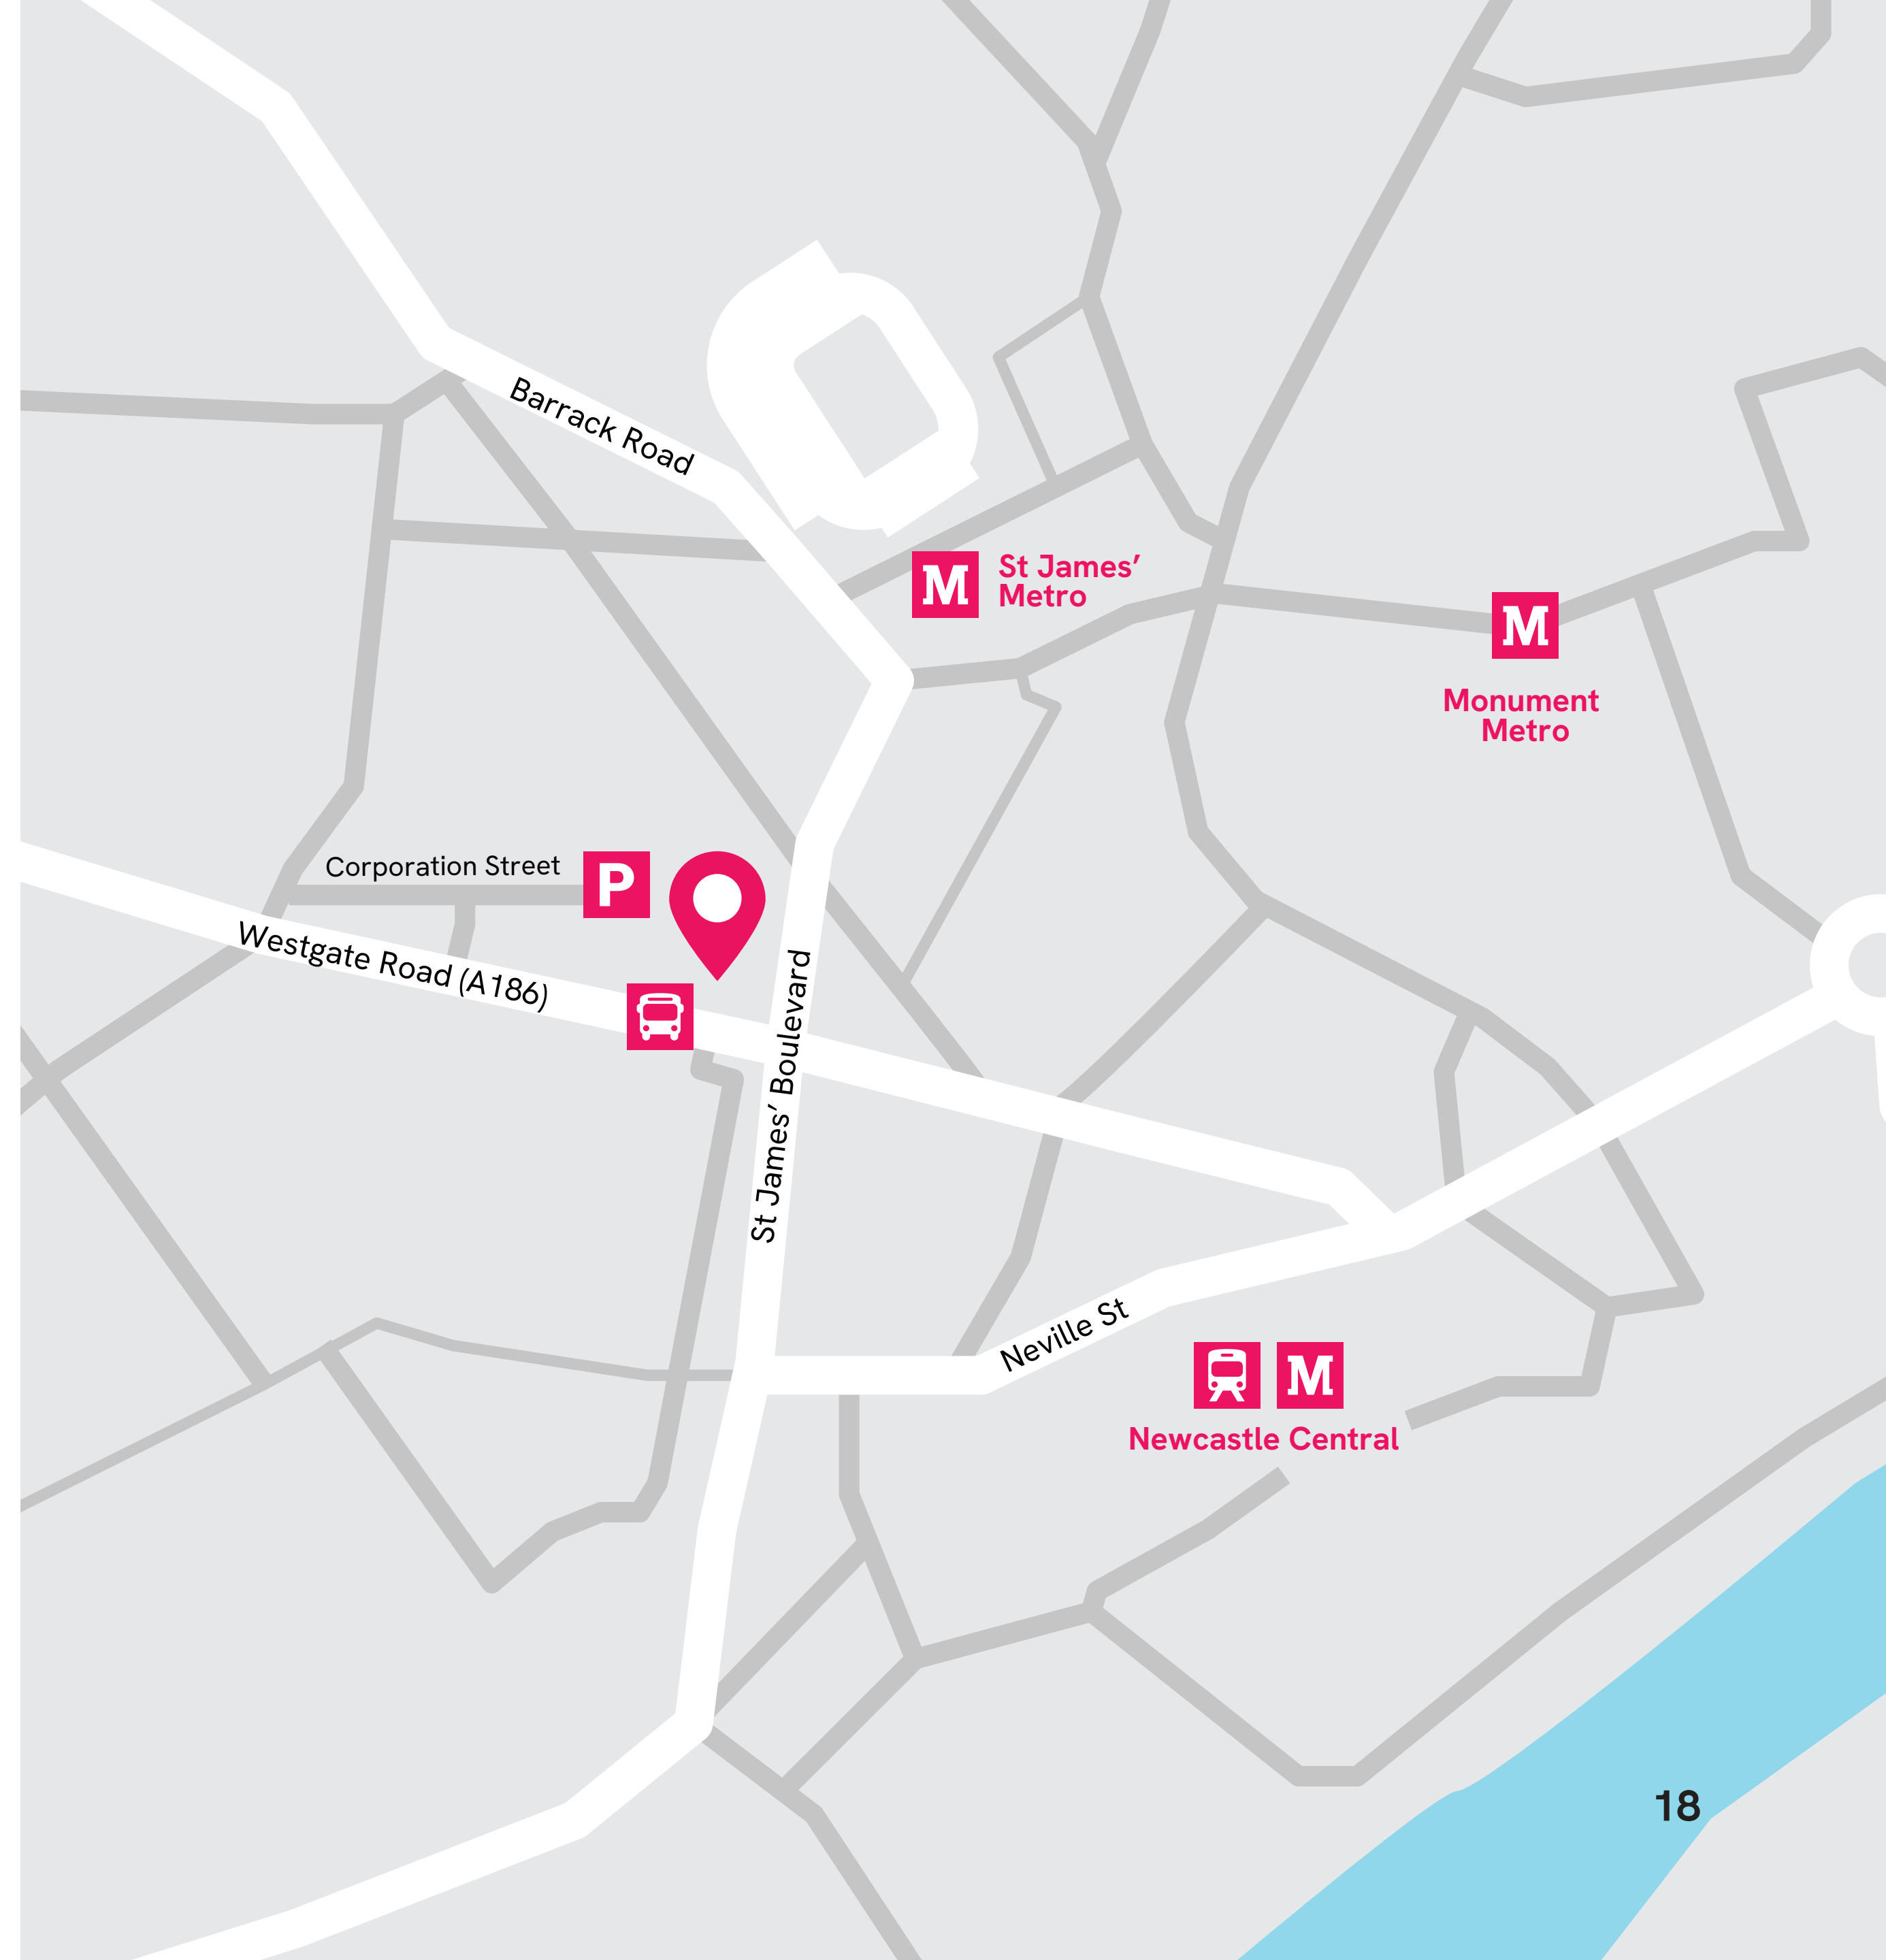 Barrack Road
M
St James’
Metro
M
Monument
Metro
Corporation Street
P
Westgate Road (A186)
St James’ Boulevard
Neville St
M
Newcastle Central
18